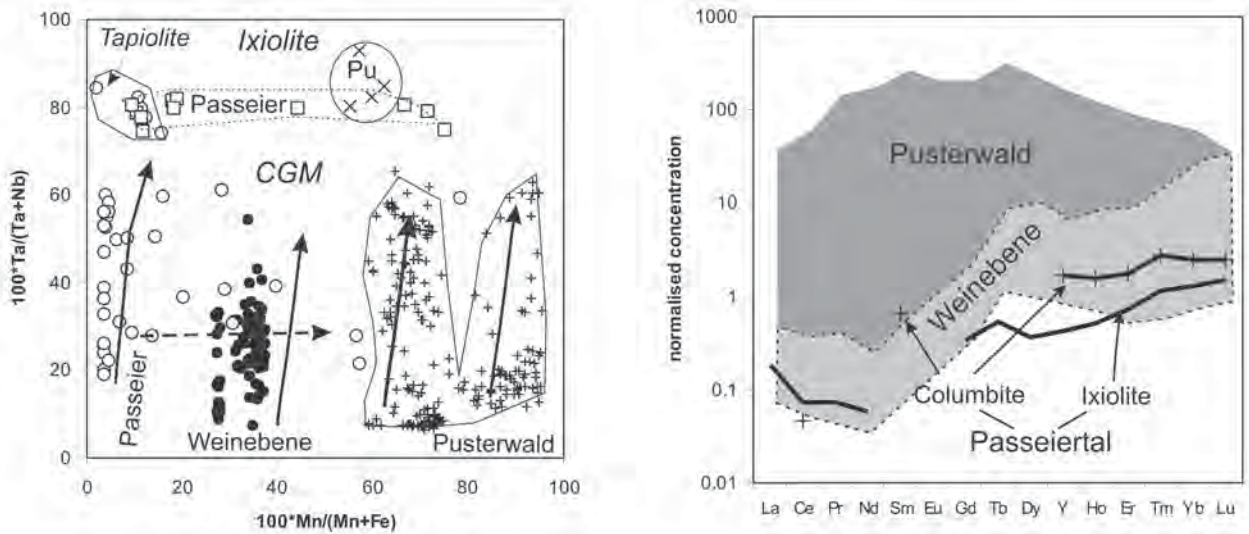 100
80
60
40
20
0
100*Ta/(Ta+Nb)
Tapiolite
Ixiolite
Pu
Passeier
CGM
Passeier
Weinebene
Pusterwald
0 20 40 60 80 100
100*Mn/(Mn+Fe)
1000
100
10
1
0.1
0.01
normalised concentration
Pusterwald
Weinebene
Columbite
Ixiolite
Passeiertal
La Ce Pr Nd Sm Eu Gd Tb Dy Y Ho Er Tm Yb Lu